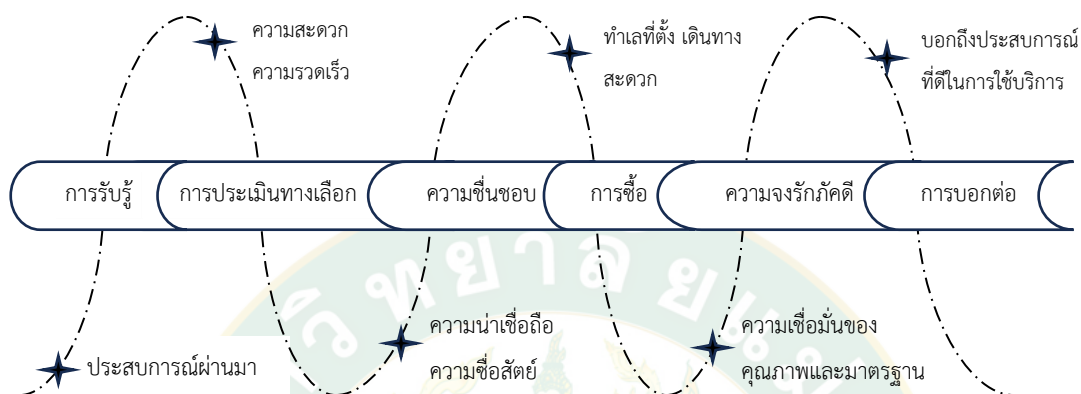 ความสะดวก
ความรวดเร็ว
ทำเลที่ตั้ง เดินทาง
สะดวก
บอกถึงประสบการณ์
ที่ดีในการใช้บริการ
การรับรู้
การประเมินทางเลือก
ความชื่นชอบ
การซื้อ
ความจงรักภัคดี
การบอกต่อ
ประสบการณ์ผ่านมา
ความน่าเชื่อถือ
ความซื่อสัตย์
ความเชื่อมั่นของ
คุณภาพและมาตรฐาน